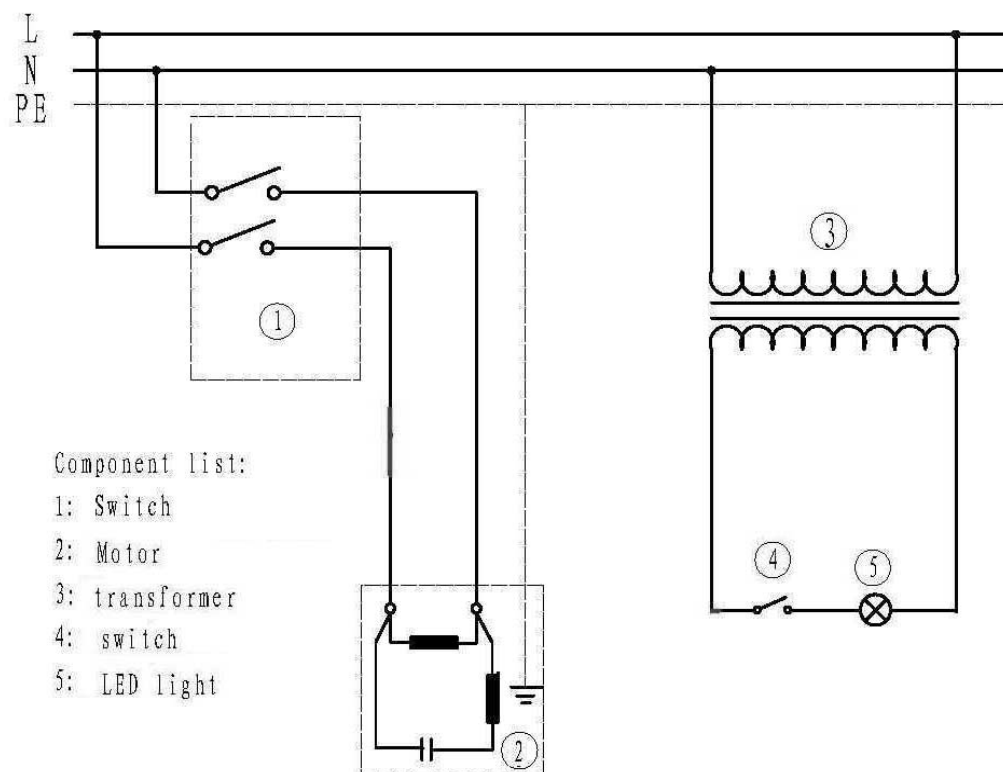 L
N
PE
3
1
Component list:
1: Switch
2: Motor
3: transformer
4: switch
5: LED light
4
5
2